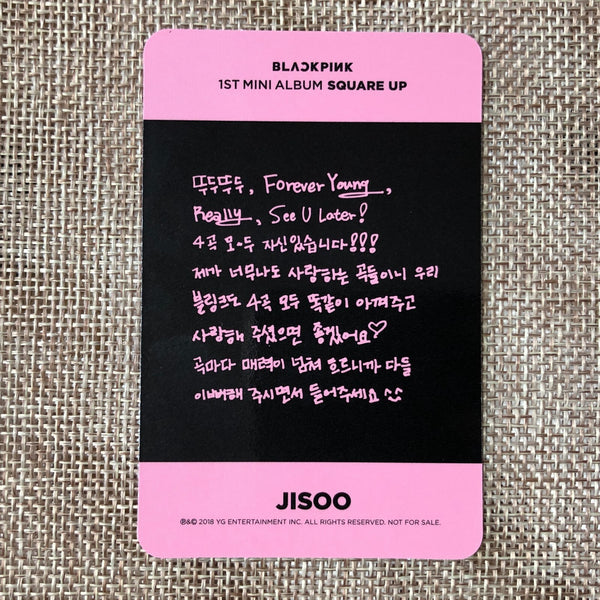 BLACKPINK
1ST MINI ALBUM SQUARE UP
뚜두뚜두, Forever Young,
Really, See U Later!
4곡 모두 자신있습니다!!!
제가 너무나도 사랑하는 곡들이니 우리
블링크도 4곡 모두 똑같이 아껴주고
사랑해 주셨으면 좋겠어요♡
곡마다 매력이 넘쳐 흐르니까 다들
이뻐해 주시면서 들어주세요 :)
JISOO
℗&© 2018 YG ENTERTAINMENT INC. ALL RIGHTS RESERVED. NOT FOR SALE.